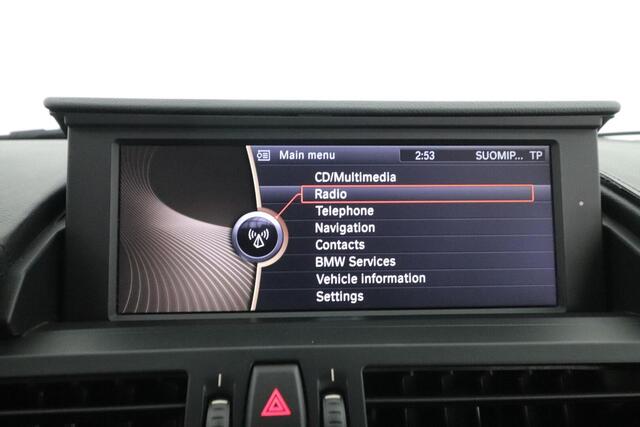 Main menu 2:53 SUOMIP... TP
CD/Multimedia
Radio
Telephone
Navigation
Contacts
BMW Services
Vehicle information
Settings